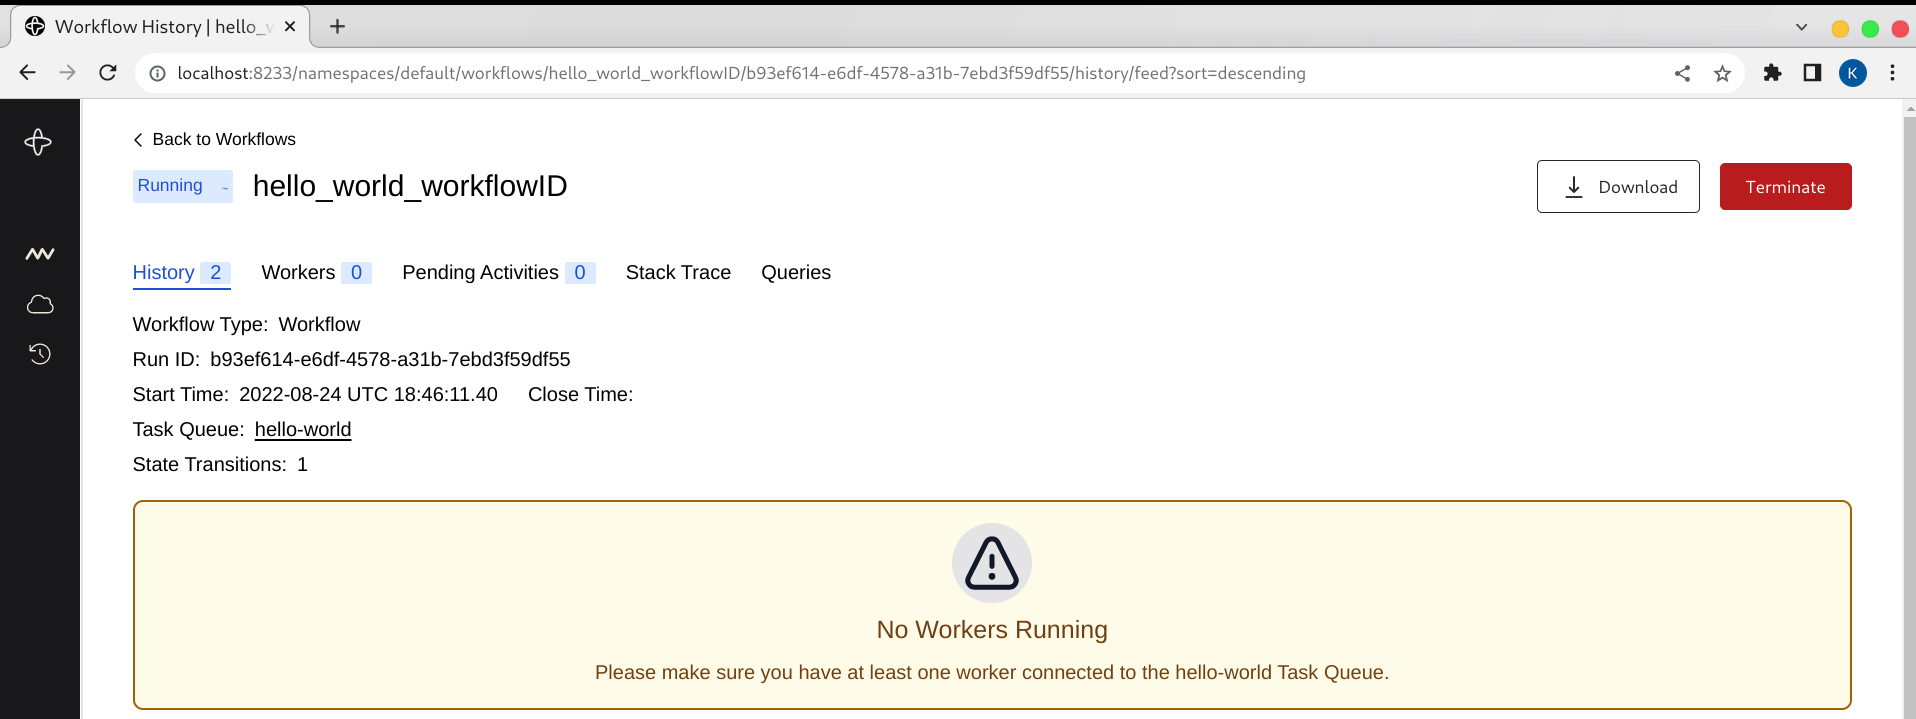 Workflow History | hello_
localhost:8233/namespaces/default/workflows/hello_world_workflowID/b93ef614-e6df-4578-a31b-7ebd3f59df55/history/feed?sort=descending
K
Back to Workflows
Running hello_world_workflowID
Download Terminate
History 2 Workers 0 Pending Activities 0 Stack Trace Queries
Workflow Type: Workflow
Run ID: b93ef614-e6df-4578-a31b-7ebd3f59df55
Start Time: 2022-08-24 UTC 18:46:11.40 Close Time:
Task Queue: hello-world
State Transitions: 1
No Workers Running
Please make sure you have at least one worker connected to the hello-world Task Queue.